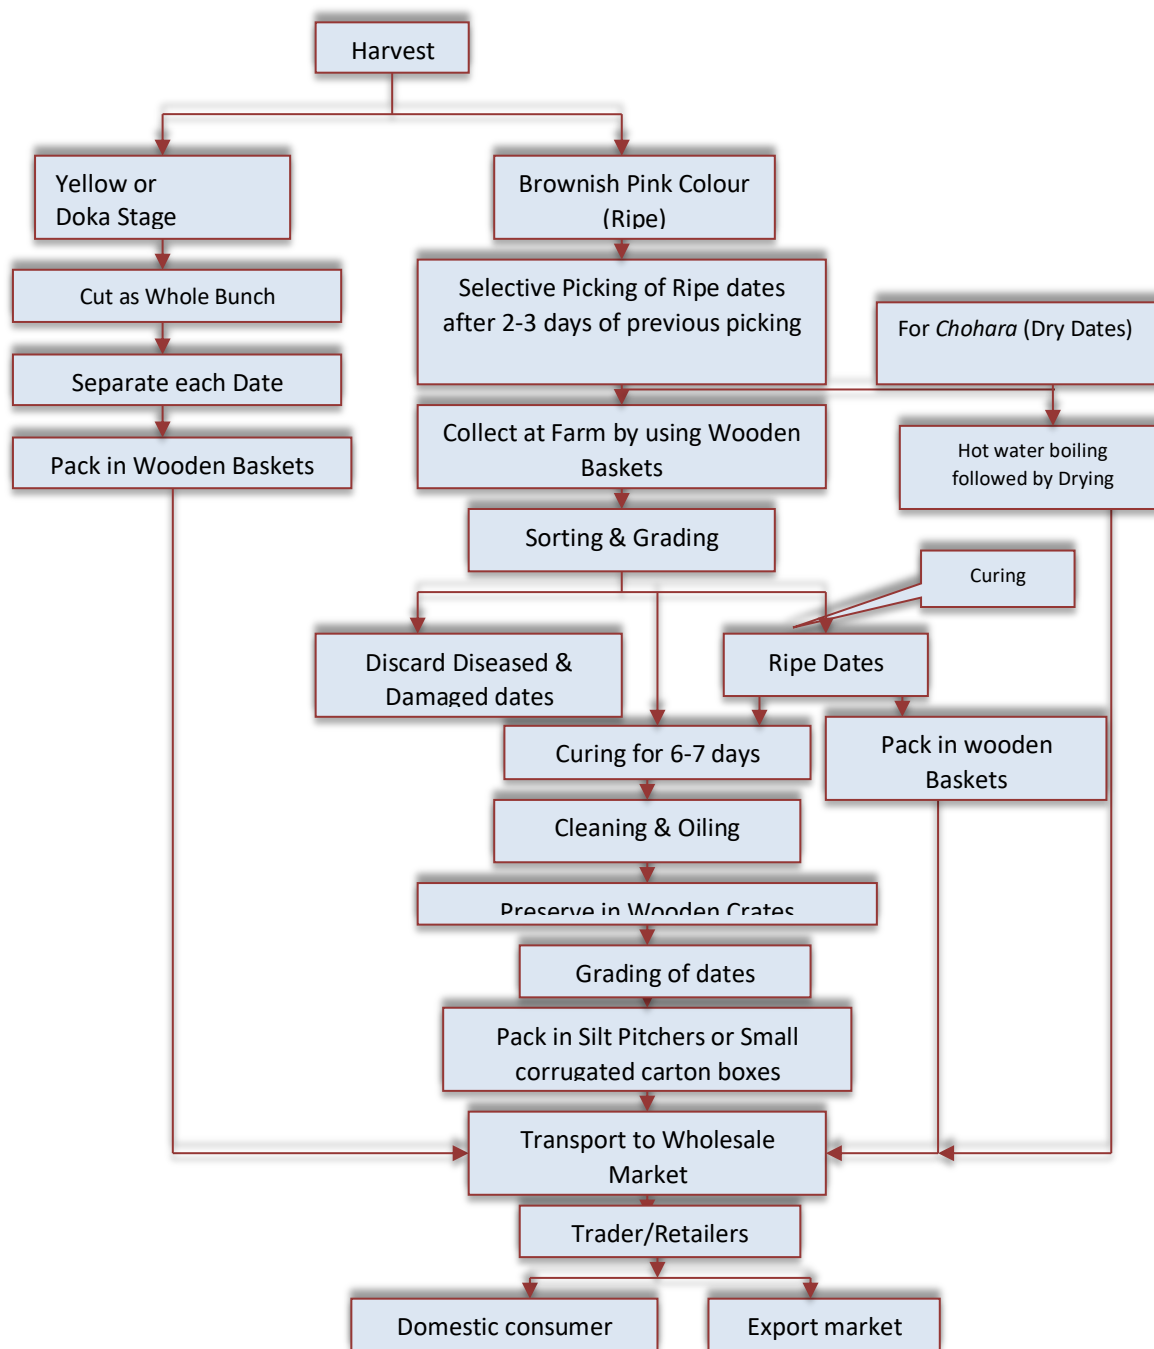 Harvest
Yellow or
Doka Stage
Brownish Pink Colour
(Ripe)
Cut as Whole Bunch
Selective Picking of Ripe dates
after 2-3 days of previous picking
For Chohara (Dry Dates)
Separate each Date
Collect at Farm by using Wooden
Baskets
Pack in Wooden Baskets
Hot water boiling
followed by Drying
Sorting & Grading
Curing
Discard Diseased &
Damaged dates
Ripe Dates
Curing for 6-7 days
Pack in wooden
Baskets
Cleaning & Oiling
Preserve in Wooden Crates
Grading of dates
Pack in Silt Pitchers or Small
corrugated carton boxes
Transport to Wholesale
Market
Trader/Retailers
Domestic consumer
Export market